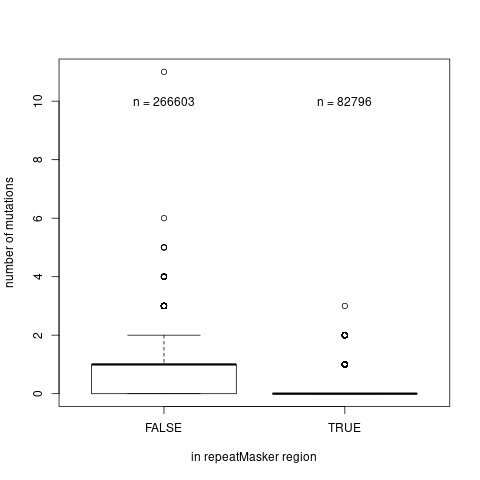 n = 266603 n = 82796
number of mutations
10
8
6
4
2
0
FALSE TRUE
in repeatMasker region